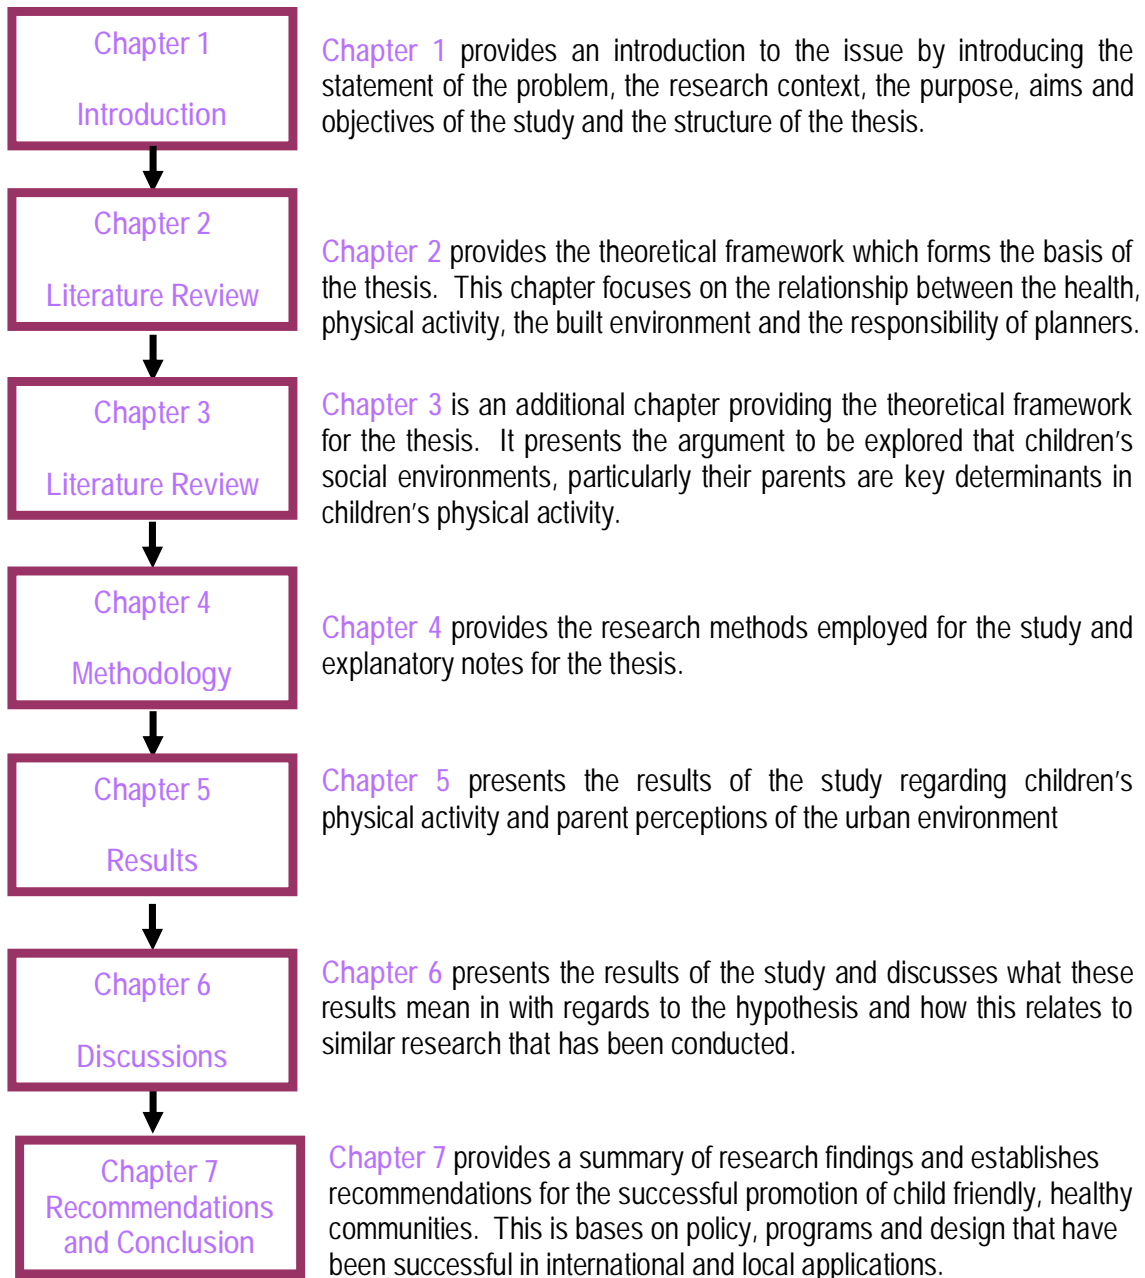 Chapter 1
Introduction
Chapter 1 provides an introduction to the issue by introducing the
statement of the problem, the research context, the purpose, aims and
objectives of the study and the structure of the thesis.
Chapter 2
Literature Review
Chapter 2 provides the theoretical framework which forms the basis of
the thesis. This chapter focuses on the relationship between the health,
physical activity, the built environment and the responsibility of planners.
Chapter 3
Literature Review
Chapter 3 is an additional chapter providing the theoretical framework
for the thesis. It presents the argument to be explored that children's
social environments, particularly their parents are key determinants in
children's physical activity.
Chapter 4
Methodology
Chapter 4 provides the research methods employed for the study and
explanatory notes for the thesis.
Chapter 5
Results
Chapter 5 presents the results of the study regarding children's
physical activity and parent perceptions of the urban environment
Chapter 6
Discussions
Chapter 6 presents the results of the study and discusses what these
results mean in with regards to the hypothesis and how this relates to
similar research that has been conducted.
Chapter 7
Recommendations
and Conclusion
Chapter 7 provides a summary of research findings and establishes
recommendations for the successful promotion of child friendly, healthy
communities. This is bases on policy, programs and design that have
been successful in international and local applications.